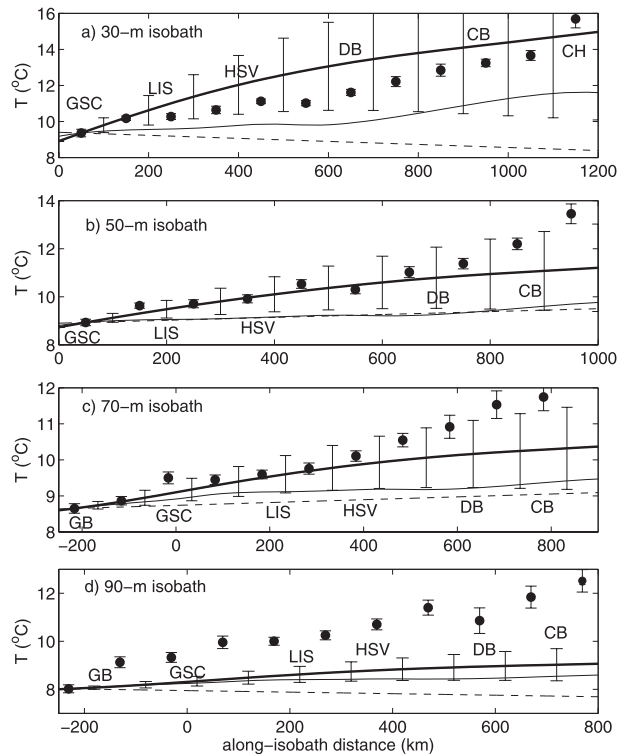 16
14
12
10
8
T (°C)
a) 30−m isobath
GSC
LIS
HSV
DB
CB
CH
0 200 400 600 800 1000 1200
14
12
10
8
T (°C)
b) 50−m isobath
GSC
LIS
HSV
DB
CB
0 200 400 600 800 1000
12
11
10
9
8
T (°C)
c) 70−m isobath
GB
GSC
LIS
HSV
DB
CB
−200 0 200 400 600 800
12
10
8
T (°C)
d) 90−m isobath
GB
GSC
LIS
HSV
DB
CB
−200 0 200 400 600 800
along−isobath distance (km)